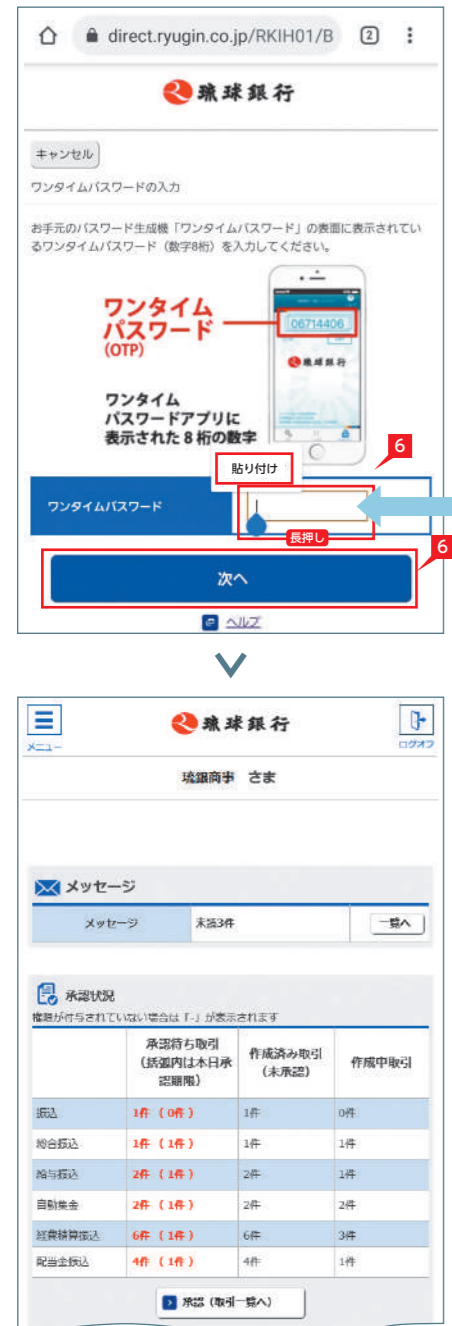 direct.ryugin.co.jp/RKIH01/B
2
琉球銀行
キャンセル
ワンタイムパスワードの入力
お手元のパスワード生成機「ワンタイムパスワード」の表面に表示されてい
るワンタイムパスワード（数字8桁）を入力してください。
ワンタイム
パスワード
(OTP)
06714406
琉球銀行
ワンタイム
パスワードアプリに
表示された8桁の数字
6
貼り付け
ワンタイムパスワード
長押し
6
次へ
ヘルプ
メニュー
琉球銀行
ログオフ
琉銀商事 さま
メッセージ
メッセージ 未読3件 一覧へ
承認状況
権限が付与されていない場合は「-」が表示されます
承認待ち取引
(括弧内は本日承
認期限)
作成済み取引
(未承認)
作成中取引
振込 1件 ( 0件 ) 1件 0件
総合振込 1件 ( 1件 ) 1件 1件
給与振込 2件 ( 1件 ) 2件 1件
自動集金 2件 ( 1件 ) 2件 2件
経費精算振込 6件 ( 1件 ) 6件 3件
配当金振込 4件 ( 1件 ) 4件 1件
承認（取引一覧へ）